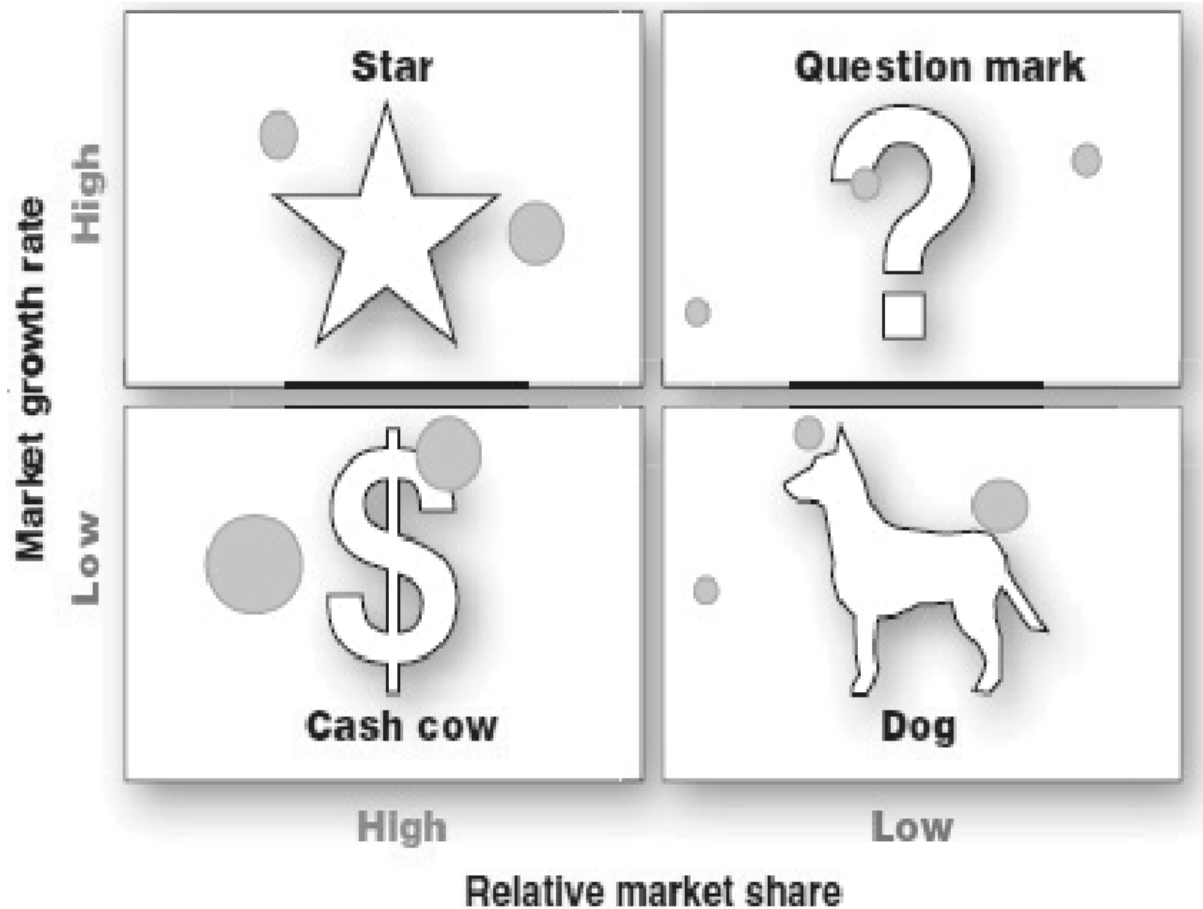 Star
Question mark
?
Market growth rate
High
Low
$
Cash cow
Dog
High
Low
Relative market share